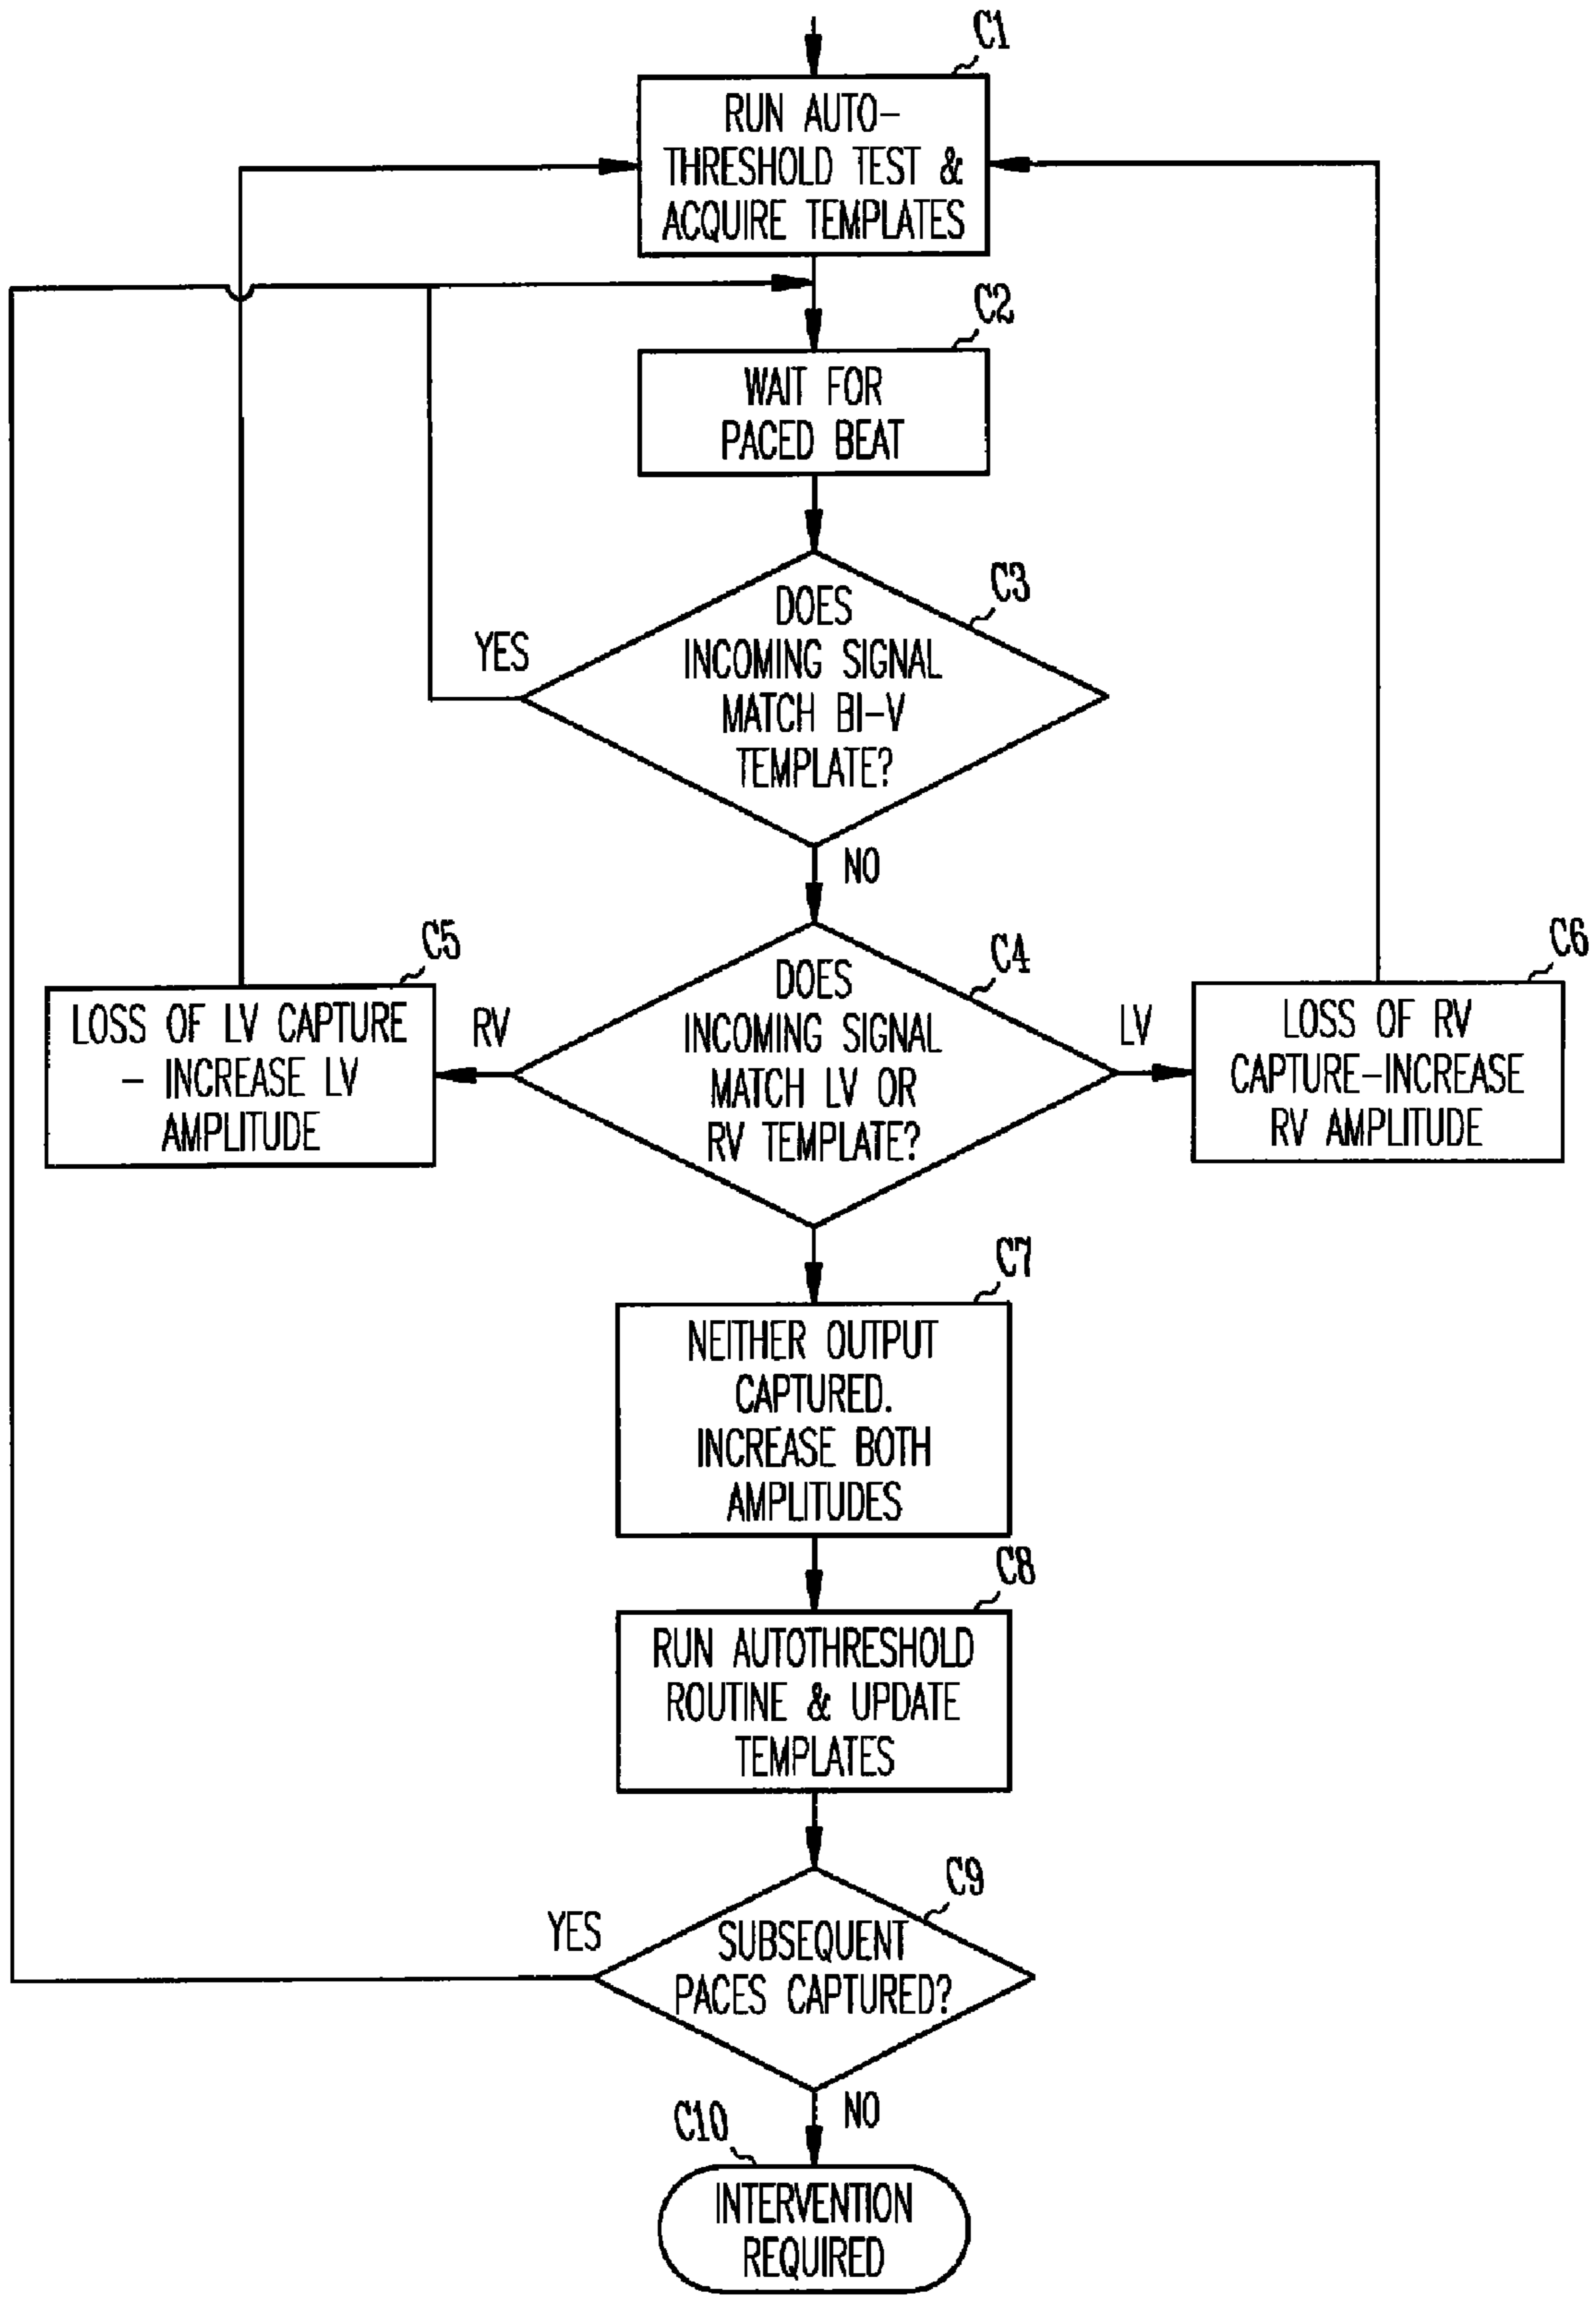 C1
RUN AUTO-
THRESHOLD TEST &
ACQUIRE TEMPLATES
C2
WAIT FOR
PACED BEAT
C3
DOES
INCOMING SIGNAL
MATCH BI-V
TEMPLATE?
YES
NO
C4
DOES
INCOMING SIGNAL
MATCH LV OR
RV TEMPLATE?
RV
LV
C5
LOSS OF LV CAPTURE
- INCREASE LV
AMPLITUDE
C6
LOSS OF RV
CAPTURE-INCREASE
RV AMPLITUDE
C7
NEITHER OUTPUT
CAPTURED.
INCREASE BOTH
AMPLITUDES
C8
RUN AUTOTHRESHOLD
ROUTINE & UPDATE
TEMPLATES
C9
SUBSEQUENT
PACES CAPTURED?
YES
NO
C10
INTERVENTION
REQUIRED